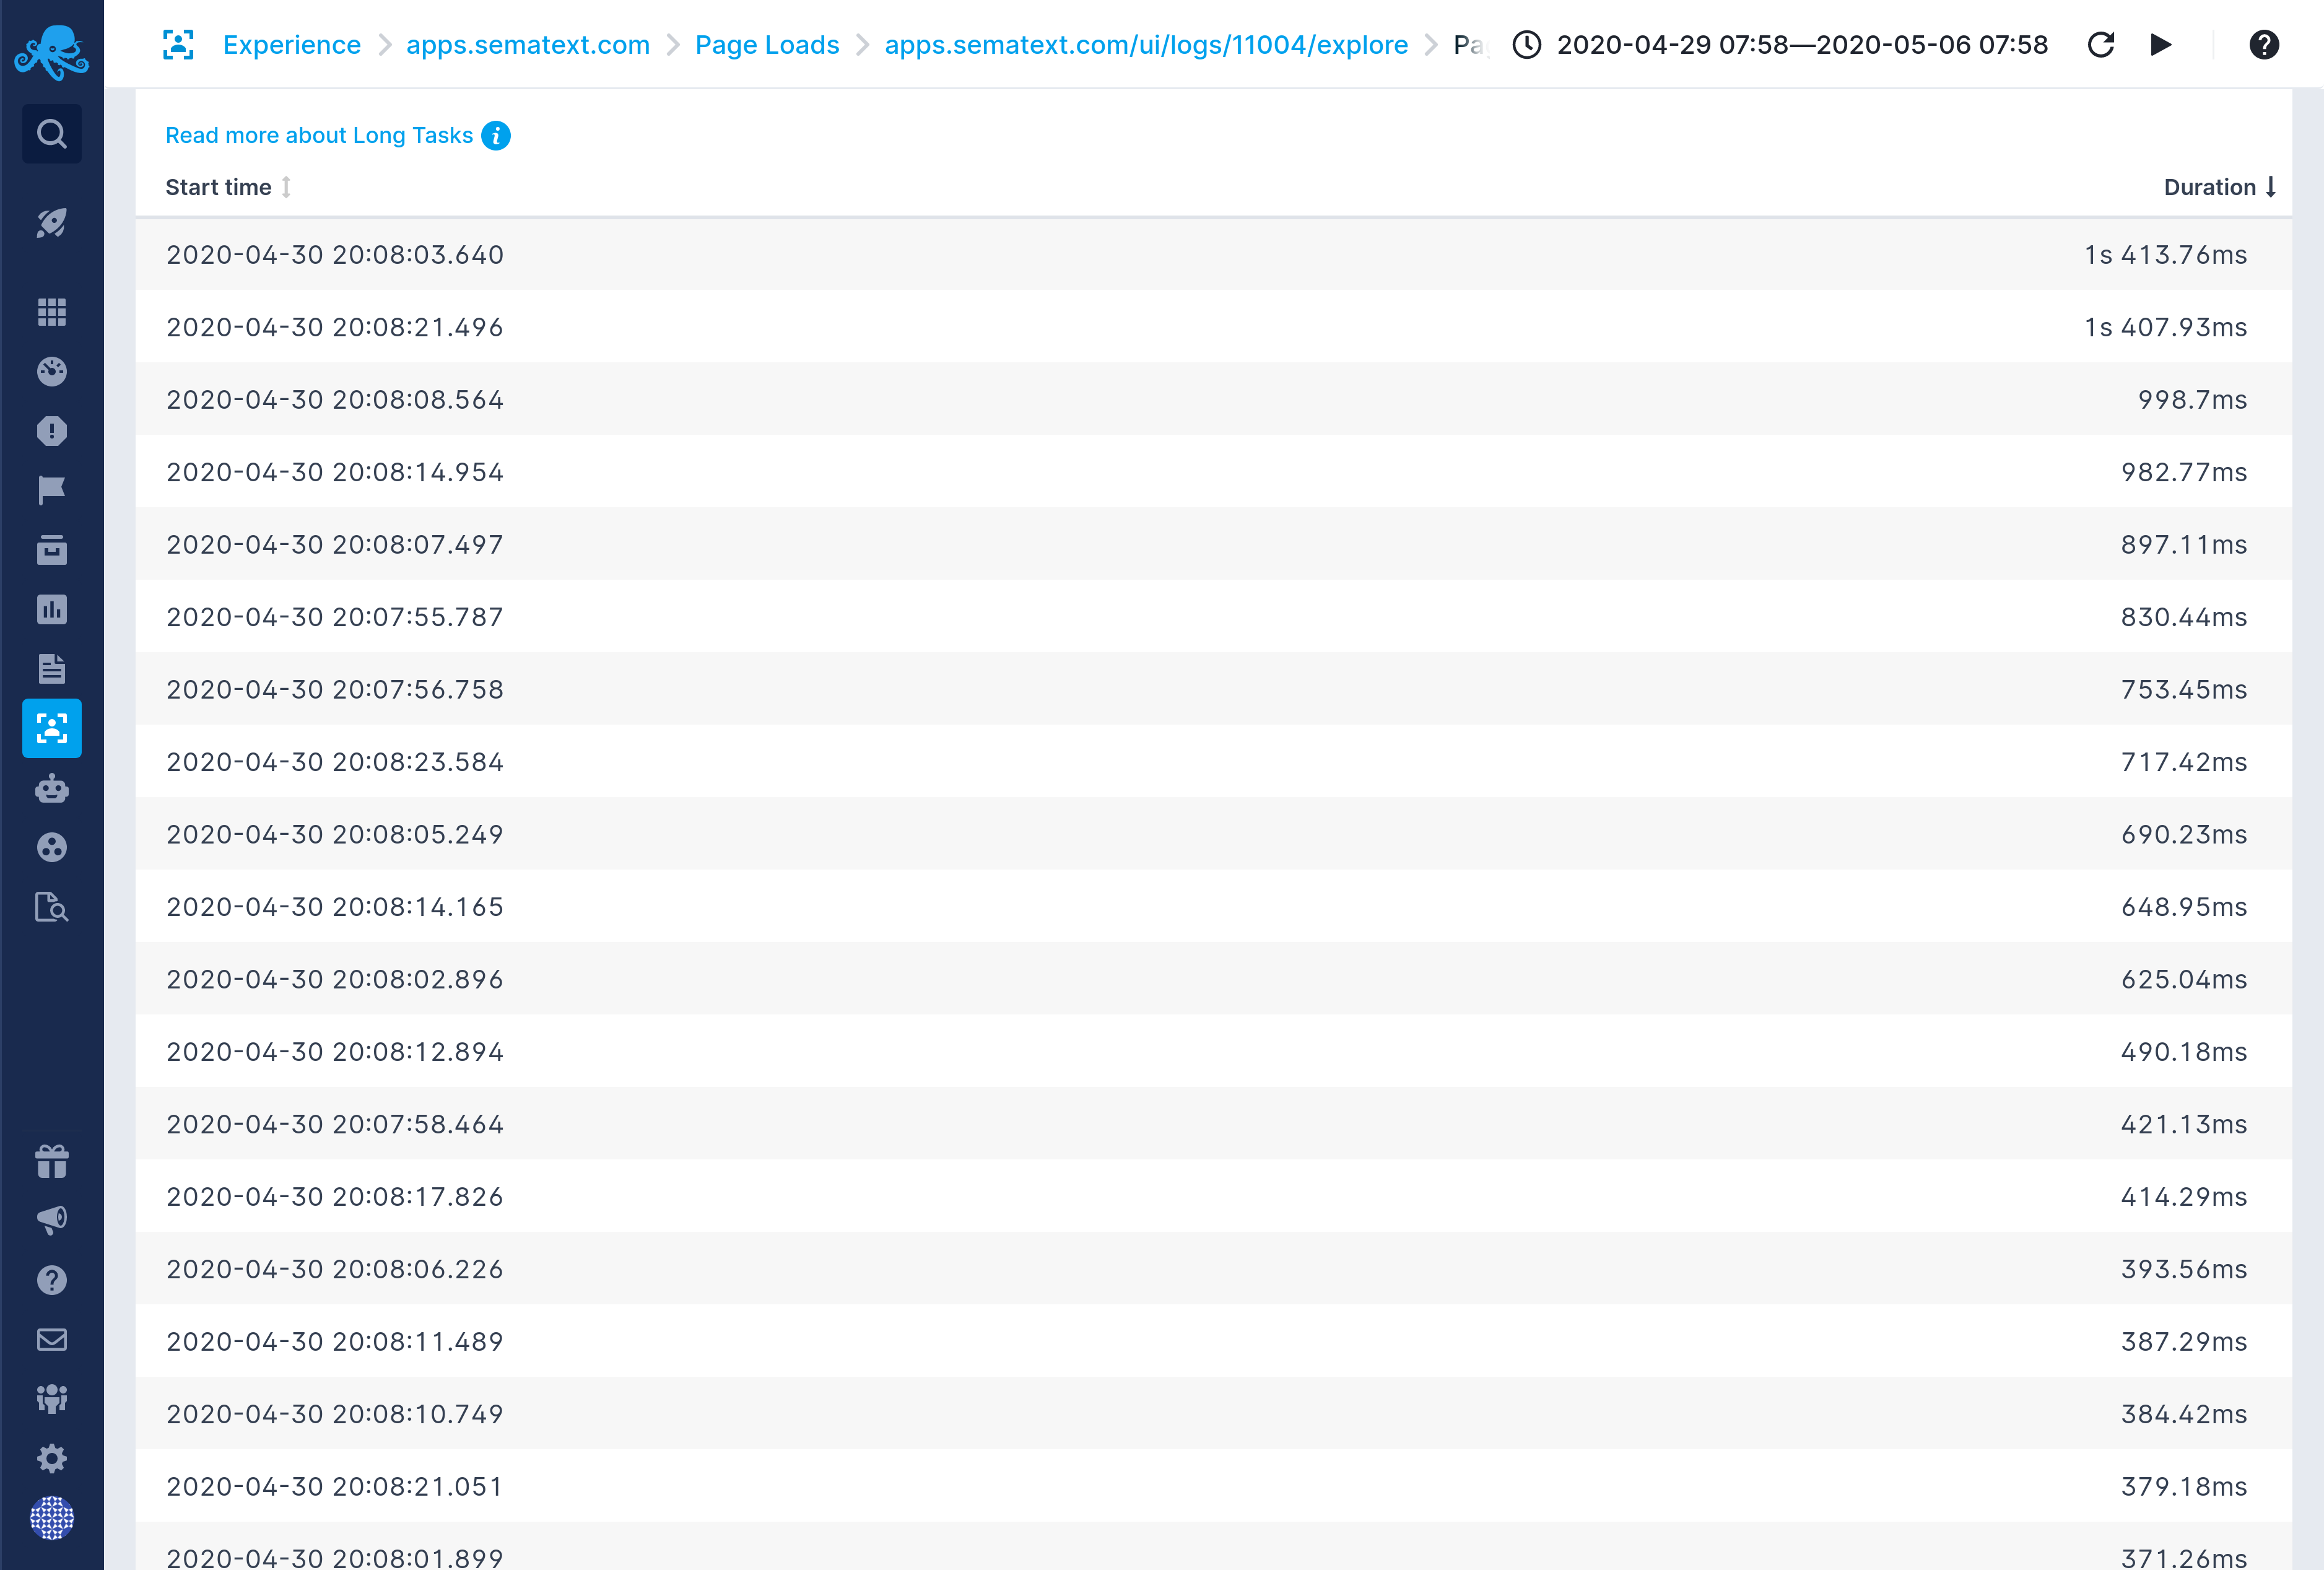 Experience > apps.sematext.com > Page Loads > apps.sematext.com/ui/logs/11004/explore > 2020-04-29 07:58—2020-05-06 07:58
Read more about Long Tasks
Start time Duration
2020-04-30 20:08:03.640 1s 413.76ms
2020-04-30 20:08:21.496 1s 407.93ms
2020-04-30 20:08:08.564 998.7ms
2020-04-30 20:08:14.954 982.77ms
2020-04-30 20:08:07.497 897.11ms
2020-04-30 20:07:55.787 830.44ms
2020-04-30 20:07:56.758 753.45ms
2020-04-30 20:08:23.584 717.42ms
2020-04-30 20:08:05.249 690.23ms
2020-04-30 20:08:14.165 648.95ms
2020-04-30 20:08:02.896 625.04ms
2020-04-30 20:08:12.894 490.18ms
2020-04-30 20:07:58.464 421.13ms
2020-04-30 20:08:17.826 414.29ms
2020-04-30 20:08:06.226 393.56ms
2020-04-30 20:08:11.489 387.29ms
2020-04-30 20:08:10.749 384.42ms
2020-04-30 20:08:21.051 379.18ms
2020-04-30 20:08:01.899 371.26ms